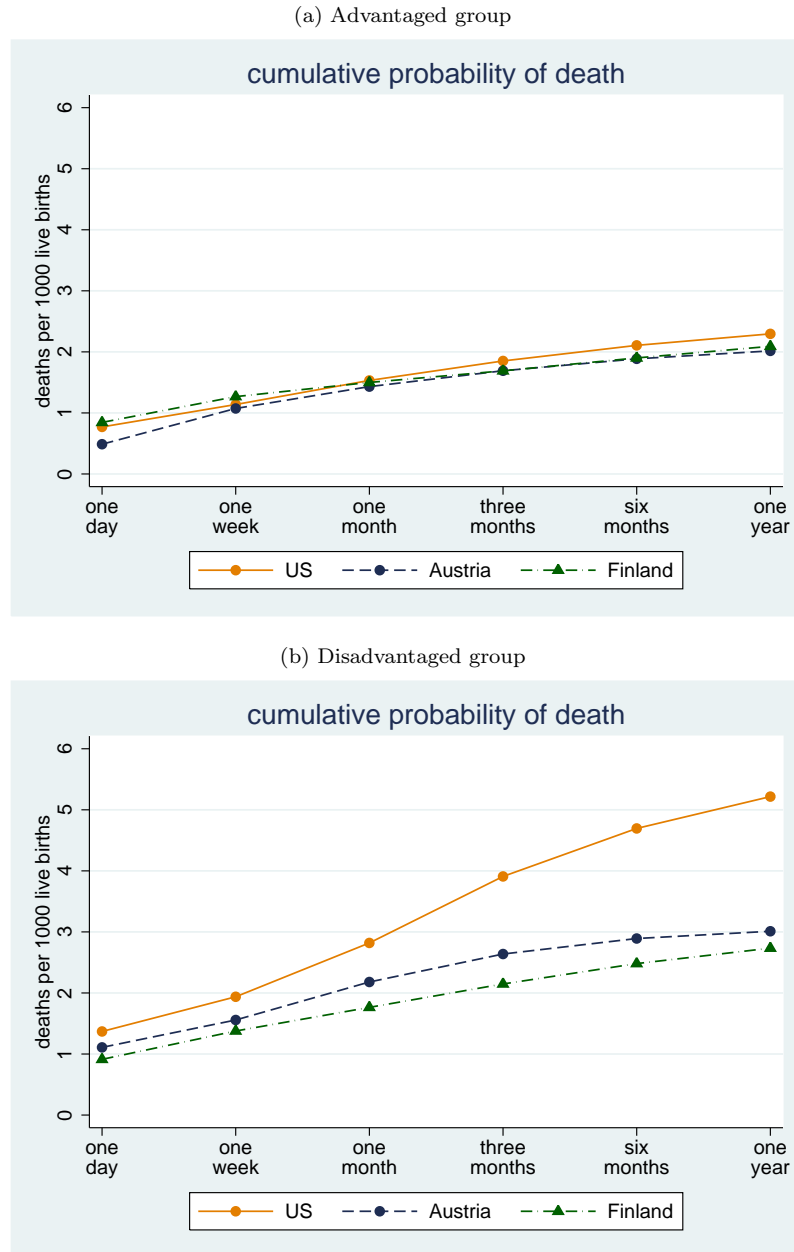 (a) Advantaged group
cumulative probability of death
deaths per 1000 live births
6
5
4
3
2
1
0
one day
one week
one month
three months
six months
one year
US
Austria
Finland
(b) Disadvantaged group
cumulative probability of death
deaths per 1000 live births
6
5
4
3
2
1
0
one day
one week
one month
three months
six months
one year
US
Austria
Finland